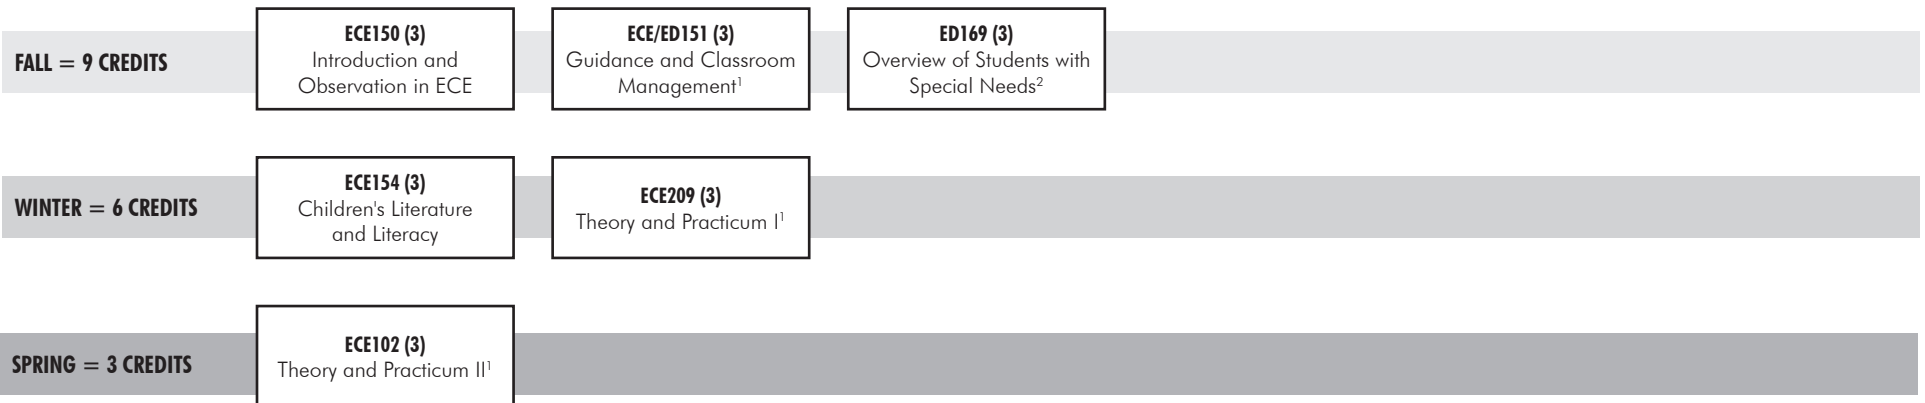 FALL = 9 CREDITS
ECE150 (3)
Introduction and
Observation in ECE
ECE/ED151 (3)
Guidance and Classroom
Management¹
ED169 (3)
Overview of Students with
Special Needs²
WINTER = 6 CREDITS
ECE154 (3)
Children's Literature
and Literacy
ECE209 (3)
Theory and Practicum I¹
SPRING = 3 CREDITS
ECE102 (3)
Theory and Practicum II¹